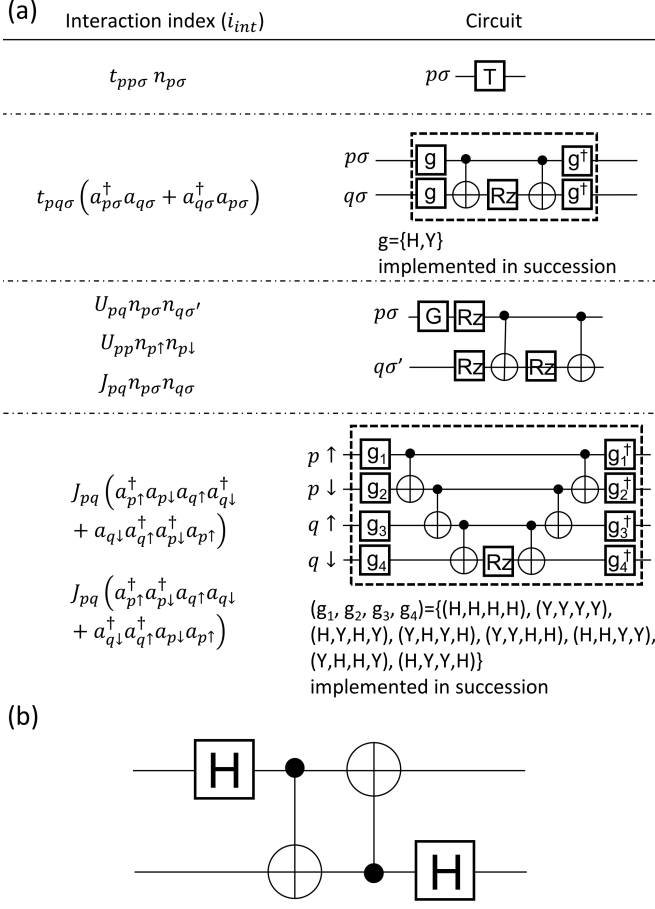 (a)
Interaction index (i_int) Circuit
t_ppσ n_pσ
pσ T
t_pqσ (a†_pσ a_qσ + a†_qσ a_pσ)
pσ g g†
qσ g Rz g†
g={H,Y}
implemented in succession
U_pq n_pσ n_qσ′
U_pp n_p↑ n_p↓
J_pq n_pσ n_qσ
pσ G Rz
qσ′ Rz Rz
J_pq (a†_p↑ a_p↓ a_q↑ a†_q↓
+ a_q↓ a†_q↑ a†_p↓ a_p↑)
J_pq (a†_p↑ a†_p↓ a_q↑ a_q↓
+ a†_q↓ a†_q↑ a_p↓ a_p↑)
p ↑ g₁ g₁†
p ↓ g₂ g₂†
q ↑ g₃ g₃†
q ↓ g₄ Rz g₄†
(g₁, g₂, g₃, g₄)={(H,H,H,H), (Y,Y,Y,Y),
(H,Y,H,Y), (Y,H,Y,H), (Y,Y,H,H), (H,H,Y,Y),
(Y,H,H,Y), (H,Y,Y,H)}
implemented in succession
(b)
H
H